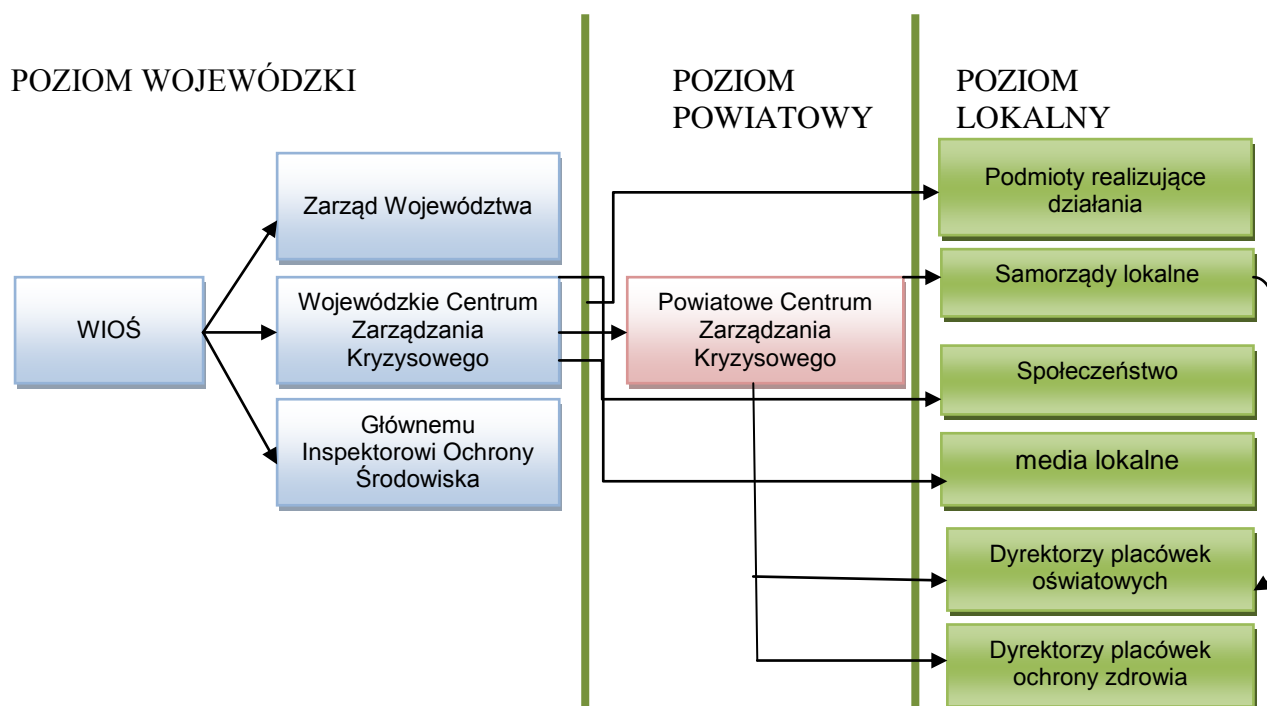 POZIOM WOJEWÓDZKI
POZIOM
POWIATOWY
POZIOM
LOKALNY
WIOŚ
Zarząd Województwa
Wojewódzkie Centrum
Zarządzania
Kryzysowego
Głównemu
Inspektorowi Ochrony
Środowiska
Powiatowe Centrum
Zarządzania
Kryzysowego
Podmioty realizujące
działania
Samorządy lokalne
Społeczeństwo
media lokalne
Dyrektorzy placówek
oświatowych
Dyrektorzy placówek
ochrony zdrowia